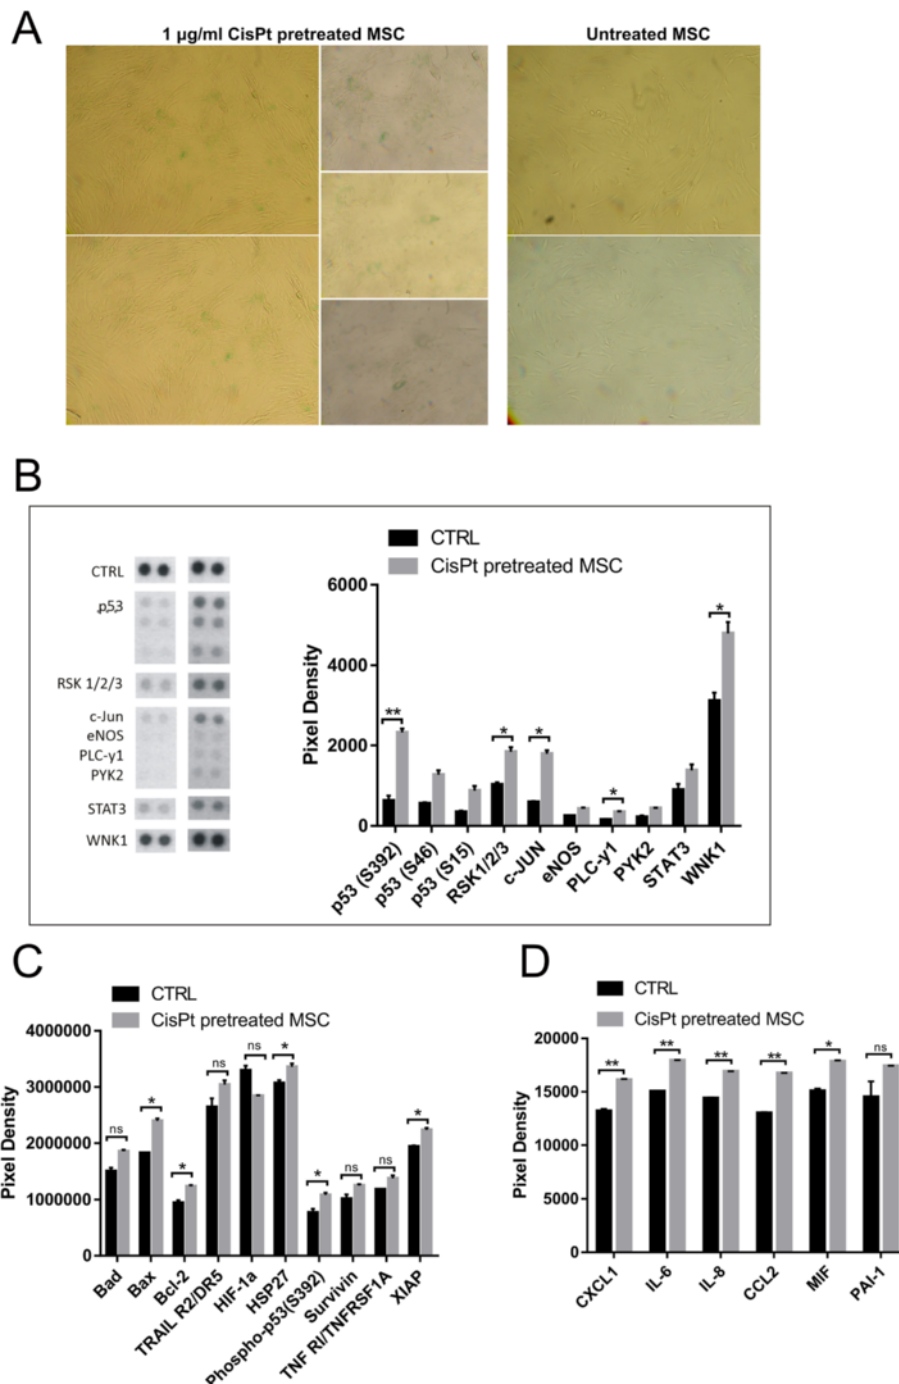 A
1 µg/ml CisPt pretreated MSC
Untreated MSC
B
CTRL
p53
RSK 1/2/3
c-Jun
eNOS
PLC-y1
PYK2
STAT3
WNK1
CTRL
CisPt pretreated MSC
Pixel Density
6000
4000
2000
0
**
*
*
*
*
p53 (S392)
p53 (S46)
p53 (S15)
RSK1/2/3
c-JUN
eNOS
PLC-y1
PYK2
STAT3
WNK1
C
CTRL
CisPt pretreated MSC
Pixel Density
4000000
3000000
2000000
1000000
0
ns
*
*
ns
ns
*
*
ns
ns
*
Bad
Bax
Bcl-2
TRAIL R2/DR5
HIF-1a
HSP27
Phospho-p53(S392)
Survivin
TNF RI/TNFRSF1A
XIAP
D
CTRL
CisPt pretreated MSC
Pixel Density
20000
15000
10000
5000
0
**
**
**
**
*
ns
CXCL1
IL-6
IL-8
CCL2
MIF
PAI-1